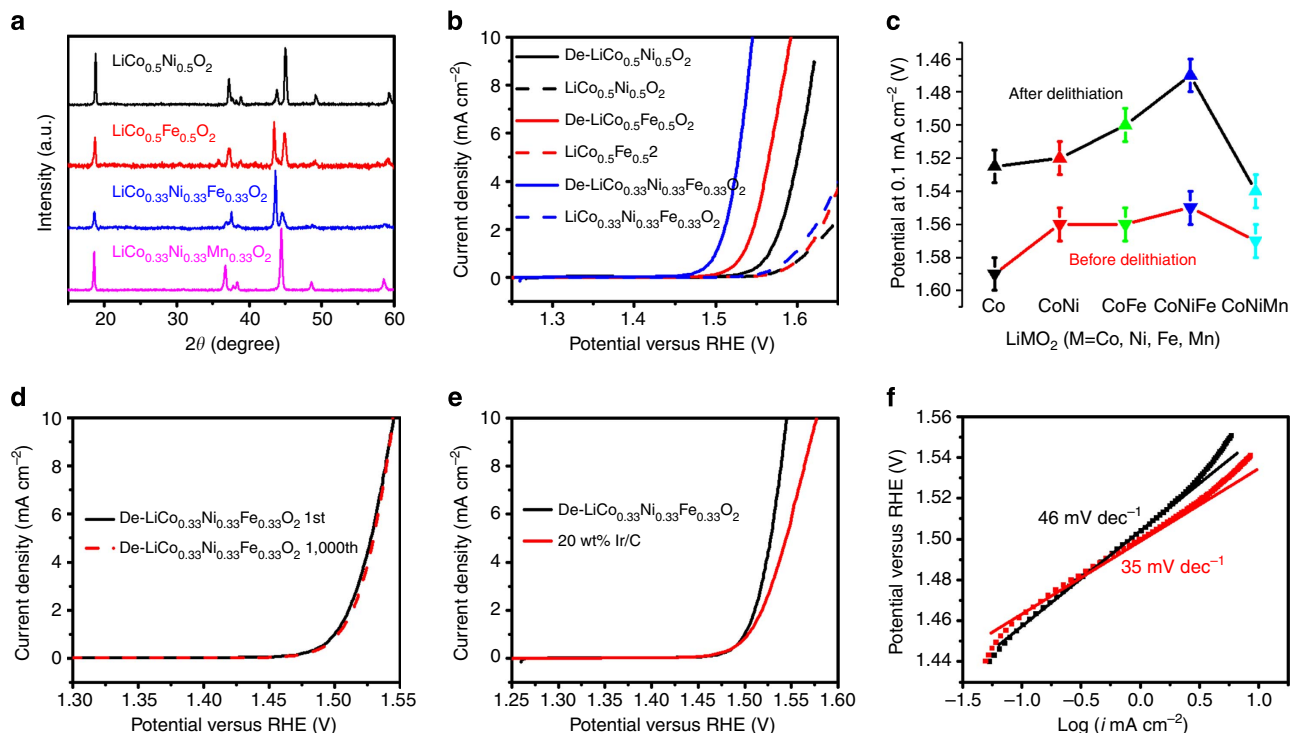 a
LiCo0.5Ni0.5O2
LiCo0.5Fe0.5O2
LiCo0.33Ni0.33Fe0.33O2
LiCo0.33Ni0.33Mn0.33O2
Intensity (a.u.)
20 30 40 50 60
2θ (degree)
b
De-LiCo0.5Ni0.5O2
LiCo0.5Ni0.5O2
De-LiCo0.5Fe0.5O2
LiCo0.5Fe0.52
De-LiCo0.33Ni0.33Fe0.33O2
LiCo0.33Ni0.33Fe0.33O2
Current density (mA cm−2)
10
8
6
4
2
0
1.3 1.4 1.5 1.6
Potential versus RHE (V)
c
Potential at 0.1 mA cm−2 (V)
1.46
1.48
1.50
1.52
1.54
1.56
1.58
1.60
After delithiation
Before delithiation
Co CoNi CoFe CoNiFe CoNiMn
LiMO2 (M=Co, Ni, Fe, Mn)
d
Current density (mA cm−2)
10
8
6
4
2
0
De-LiCo0.33Ni0.33Fe0.33O2 1st
De-LiCo0.33Ni0.33Fe0.33O2 1,000th
1.30 1.35 1.40 1.45 1.50 1.55
Potential versus RHE (V)
e
Current density (mA cm−2)
10
8
6
4
2
0
De-LiCo0.33Ni0.33Fe0.33O2
20 wt% Ir/C
1.25 1.30 1.35 1.40 1.45 1.50 1.55 1.60
Potential versus RHE (V)
f
Potential versus RHE (V)
1.56
1.54
1.52
1.50
1.48
1.46
1.44
46 mV dec−1
35 mV dec−1
−1.5 −1.0 −0.5 0.0 0.5 1.0
Log (i mA cm−2)